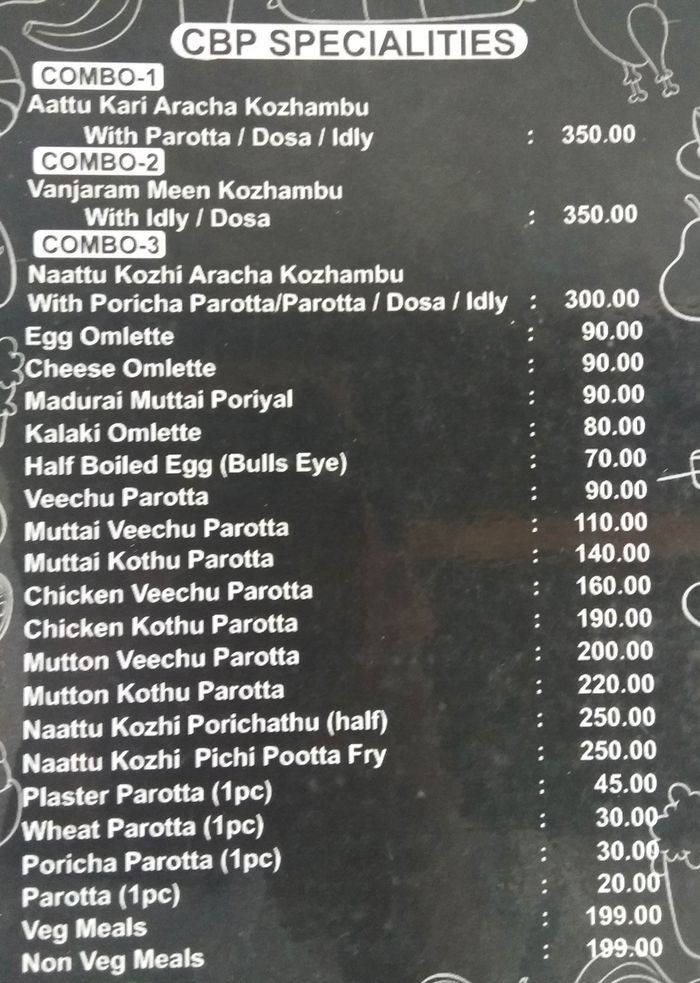 CBP SPECIALITIES
COMBO-1
Aattu Kari Aracha Kozhambu
With Parotta / Dosa / Idly : 350.00
COMBO-2
Vanjaram Meen Kozhambu
With Idly / Dosa : 350.00
COMBO-3
Naattu Kozhi Aracha Kozhambu
With Poricha Parotta/Parotta / Dosa / Idly : 300.00
Egg Omlette : 90.00
Cheese Omlette : 90.00
Madurai Muttai Poriyal : 90.00
Kalaki Omlette : 80.00
Half Boiled Egg (Bulls Eye) : 70.00
Veechu Parotta : 90.00
Muttai Veechu Parotta : 110.00
Muttai Kothu Parotta : 140.00
Chicken Veechu Parotta : 160.00
Chicken Kothu Parotta : 190.00
Mutton Veechu Parotta : 200.00
Mutton Kothu Parotta : 220.00
Naattu Kozhi Porichathu (half) : 250.00
Naattu Kozhi Pichi Pootta Fry : 250.00
Plaster Parotta (1pc) : 45.00
Wheat Parotta (1pc) : 30.00
Poricha Parotta (1pc) : 30.00
Parotta (1pc) : 20.00
Veg Meals : 199.00
Non Veg Meals : 199.00